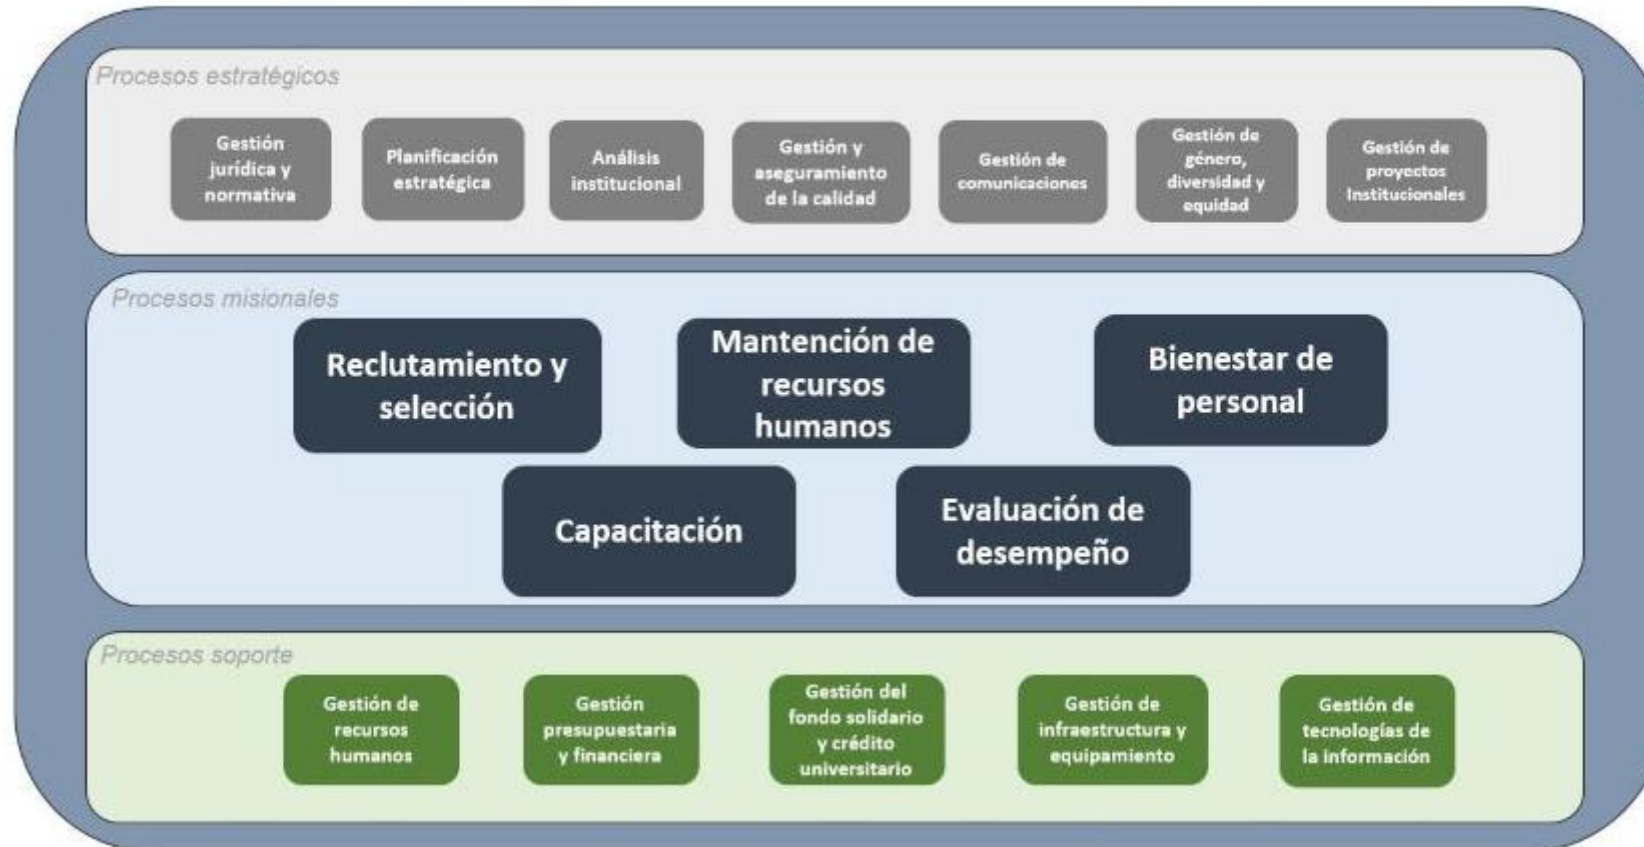 Procesos estratégicos
Gestión
jurídica y
normativa
Planificación
estratégica
Análisis
institucional
Gestión y
aseguramiento
de la calidad
Gestión de
comunicaciones
Gestión de
género,
diversidad y
equidad
Gestión de
proyectos
Institucionales
Procesos misionales
Reclutamiento y
selección
Mantención de
recursos
humanos
Bienestar de
personal
Capacitación
Evaluación de
desempeño
Procesos soporte
Gestión de
recursos
humanos
Gestión
presupuestaria
y financiera
Gestión del
fondo solidario
y crédito
universitario
Gestión de
infraestructura y
equipamiento
Gestión de
tecnologías de
la información